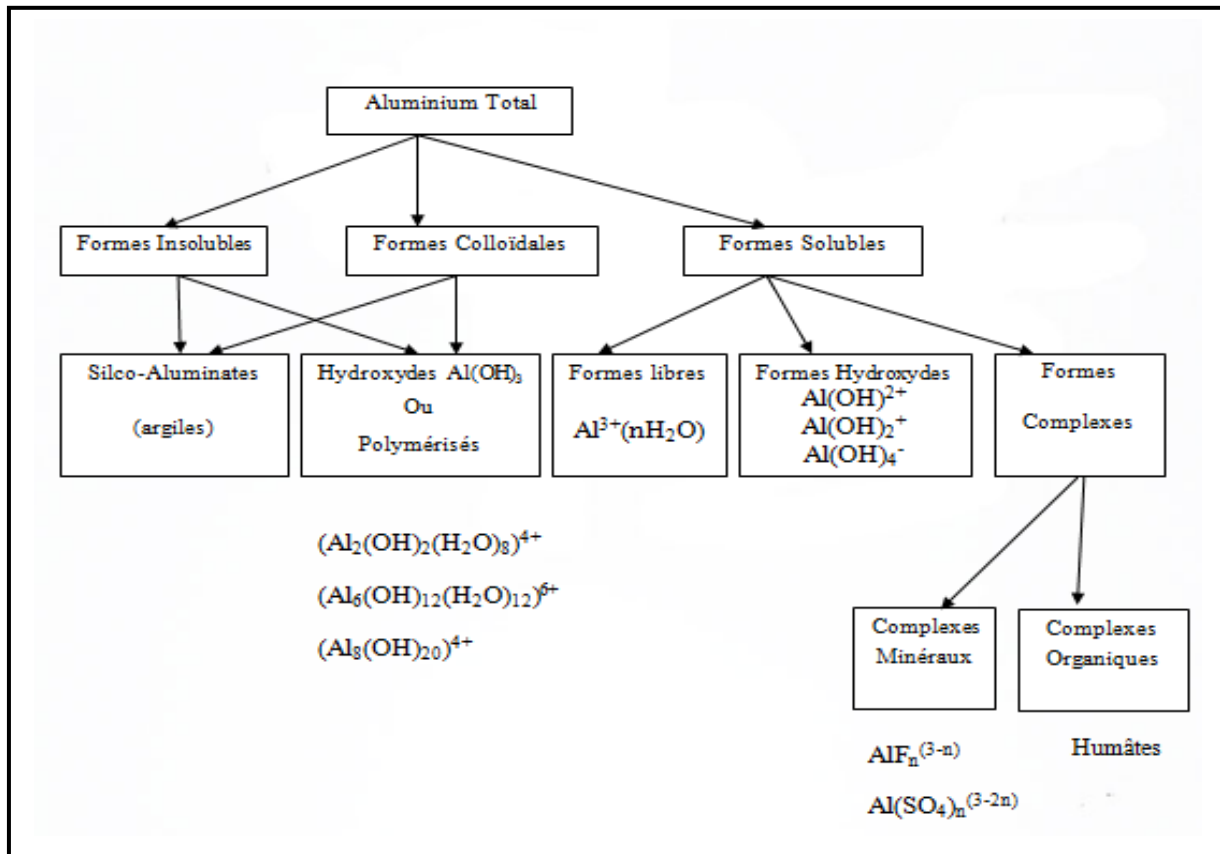 Aluminium Total
Formes Insolubles
Formes Colloïdales
Formes Solubles
Silco-Aluminates
(argiles)
Hydroxydes Al(OH)₃
Ou
Polymérisés
Formes libres
Al³⁺(nH₂O)
Formes Hydroxydes
Al(OH)²⁺
Al(OH)₂⁺
Al(OH)₄⁻
Formes
Complexes
(Al₂(OH)₂(H₂O)₈)⁴⁺
(Al₆(OH)₁₂(H₂O)₁₂)⁶⁺
(Al₈(OH)₂₀)⁴⁺
Complexes
Minéraux
Complexes
Organiques
AlFₙ⁽³⁻ⁿ⁾
Al(SO₄)ₙ⁽³⁻²ⁿ⁾
Humâtes